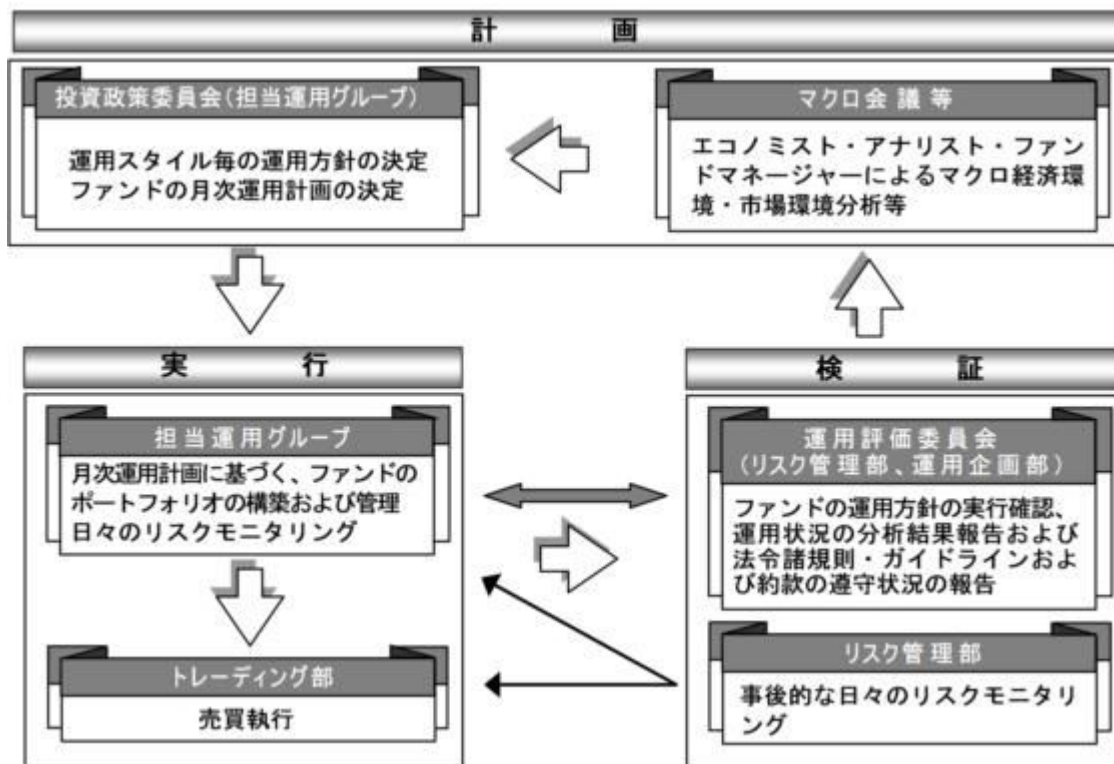 計画
投資政策委員会（担当運用グループ）
運用スタイル毎の運用方針の決定
ファンドの月次運用計画の決定
マクロ会議等
エコノミスト・アナリスト・ファン
ドマネージャーによるマクロ経済環
境・市場環境分析等
実行
担当運用グループ
月次運用計画に基づく、ファンドの
ポートフォリオの構築および管理
日々のリスクモニタリング
トレーディング部
売買執行
検証
運用評価委員会
（リスク管理部、運用企画部）
ファンドの運用方針の実行確認、
運用状況の分析結果報告および
法令諸規則・ガイドラインおよ
び約款の遵守状況の報告
リスク管理部
事後的な日々のリスクモニタリ
ング